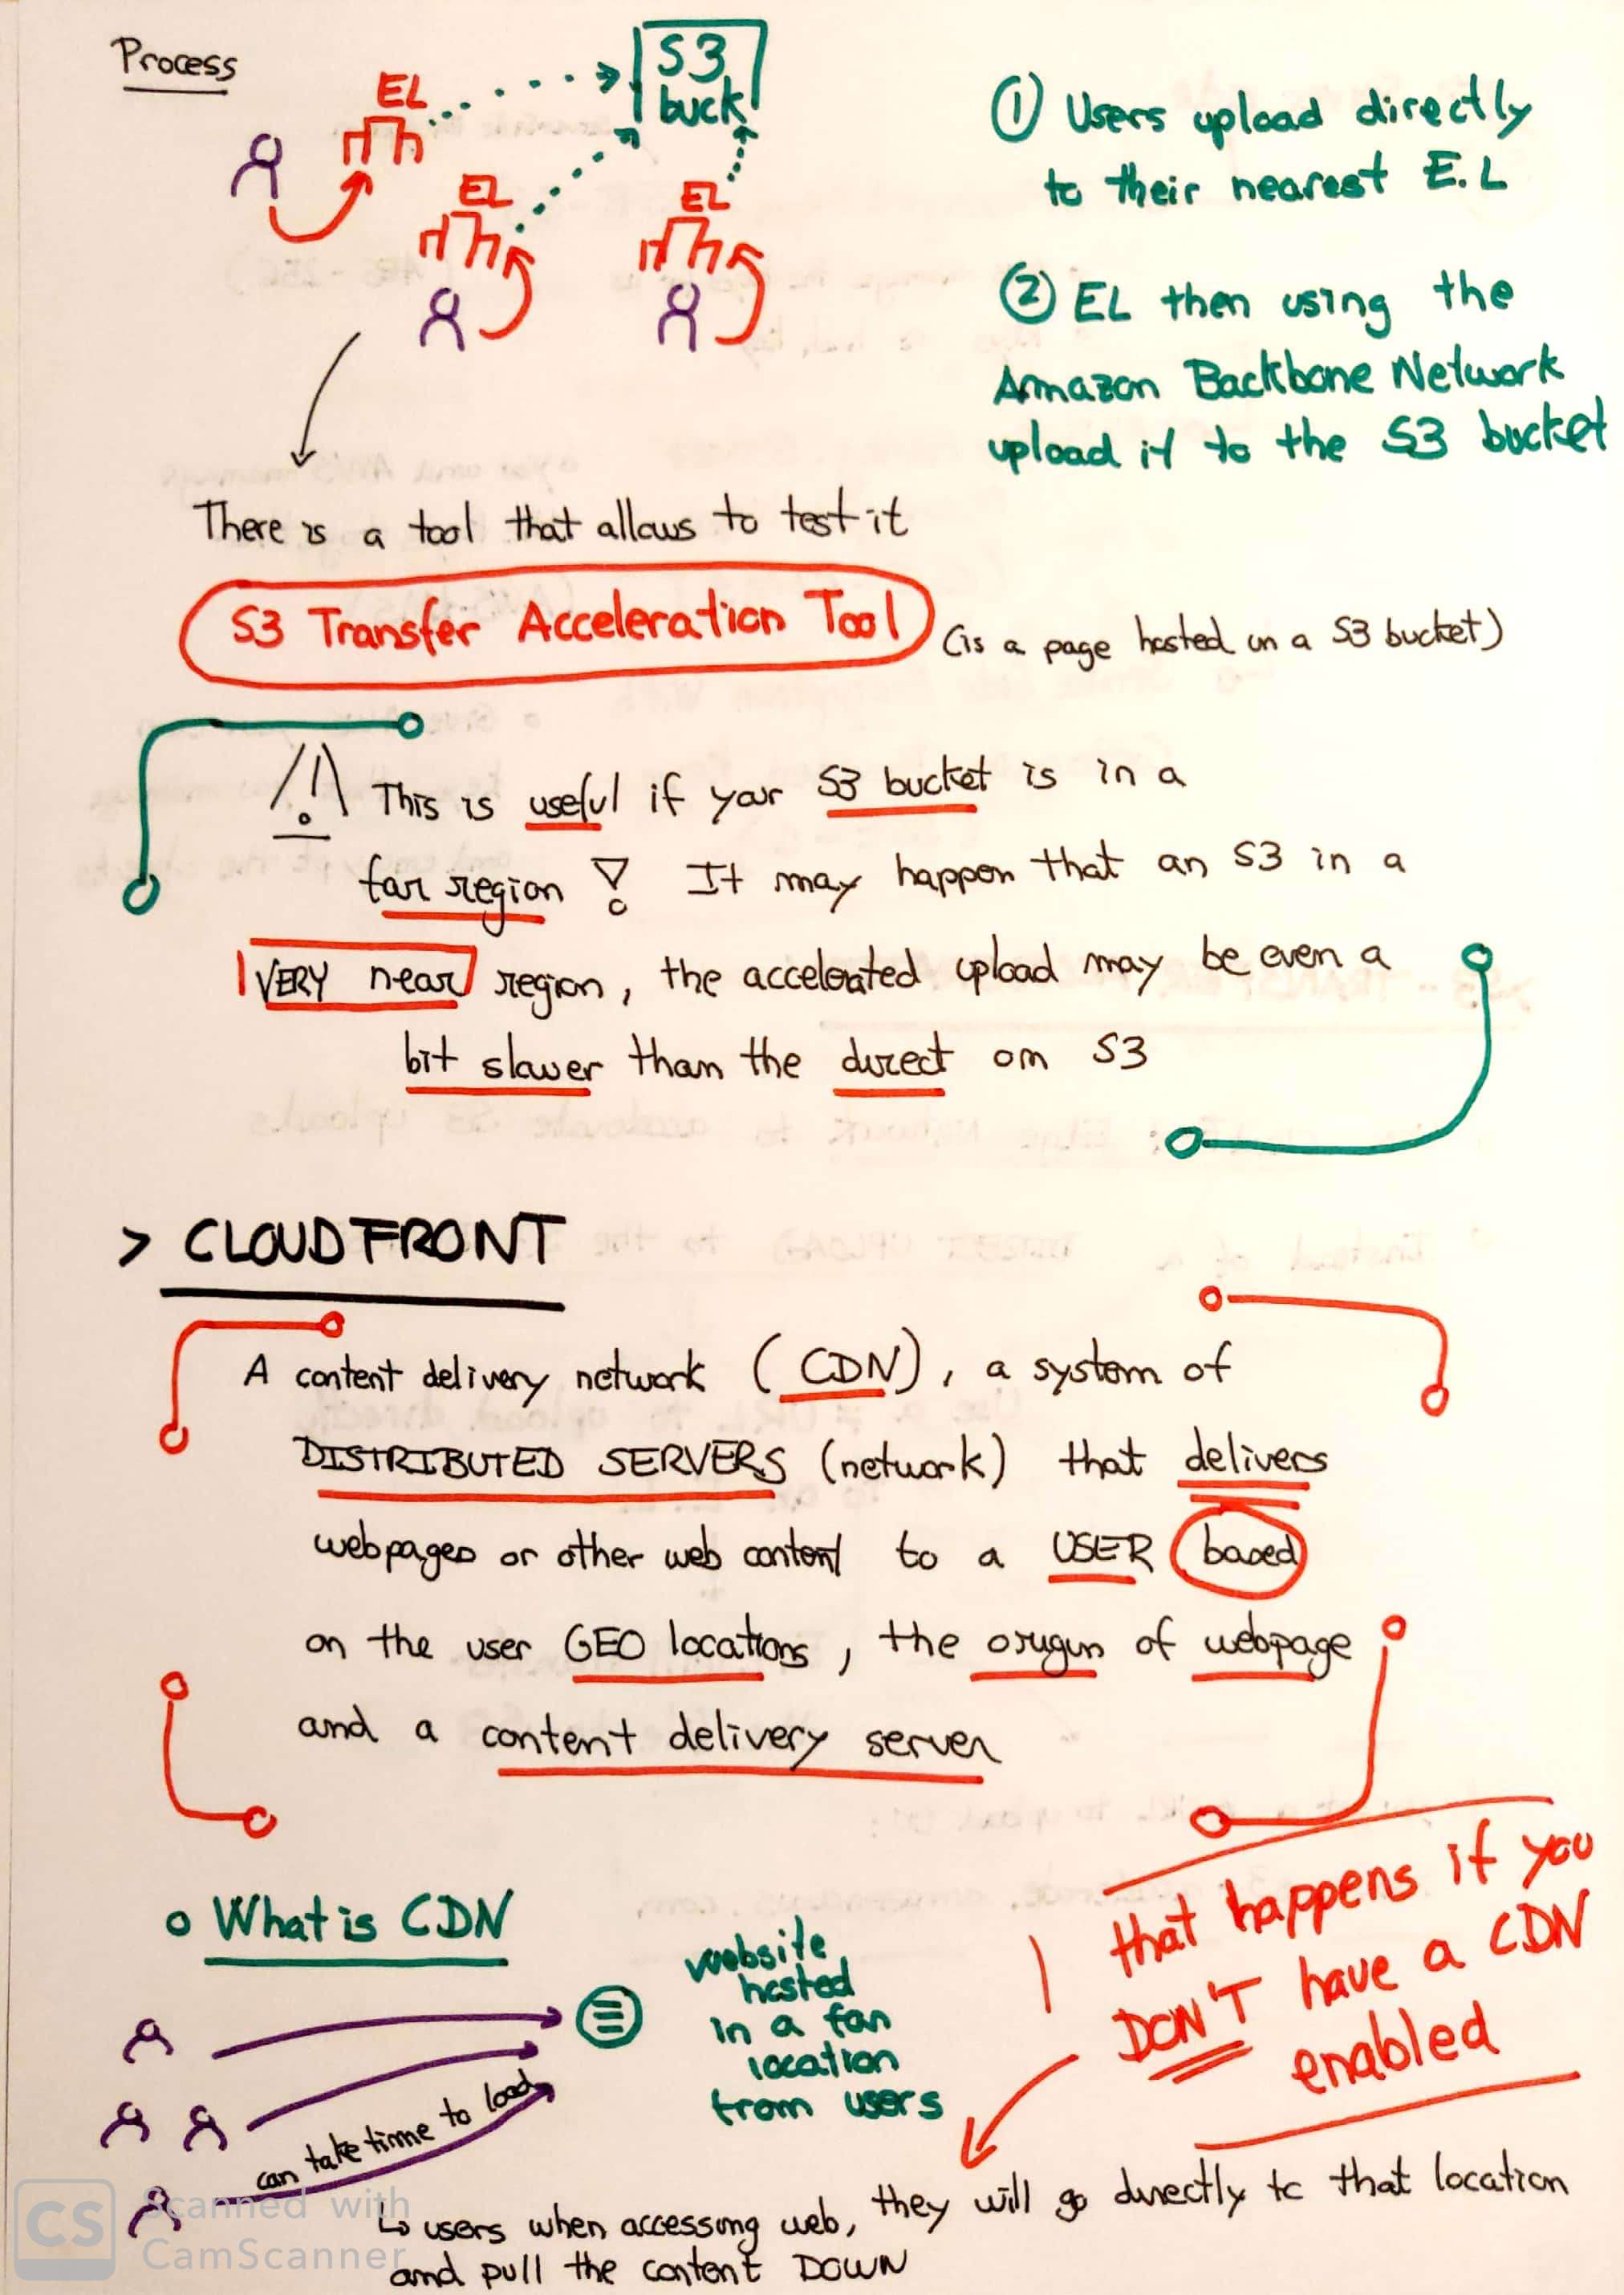 Process
EL
S3
buck
EL
EL
① Users upload directly
to their nearest E.L
② EL then using the
Amazon Backbone Network
upload it to the S3 bucket
There is a tool that allows to test it
S3 Transfer Acceleration Tool (is a page hosted on a S3 bucket)
This is useful if your S3 bucket is in a
far region ! It may happen that an S3 in a
VERY near region, the accelerated upload may be even a
bit slower than the direct on S3
> CLOUDFRONT
A content delivery network (CDN), a system of
DISTRIBUTED SERVERS (network) that delivers
webpages or other web content to a USER based
on the user GEO locations, the origin of webpage
and a content delivery server
that happens if you
DON'T have a CDN
enabled
o What is CDN
website
hosted
in a far
location
from users
can take time to load
↳ users when accessing web, they will go directly to that location
and pull the content DOWN
CS Scanned with
CamScanner